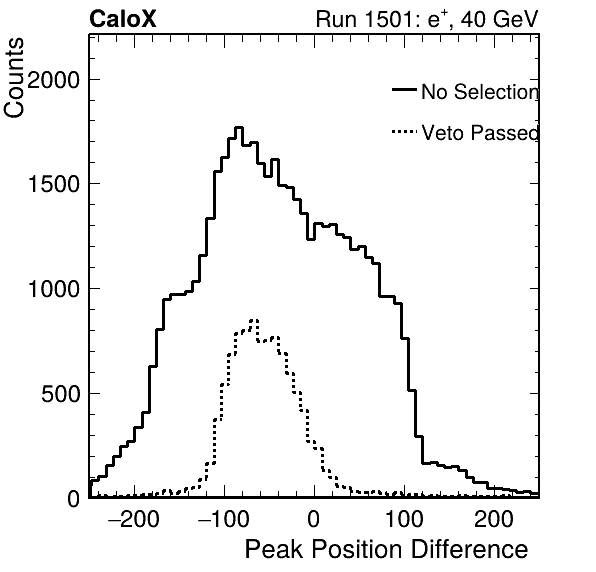 CaloX Run 1501: e⁺, 40 GeV
Counts
2000
1500
1000
500
0
No Selection
Veto Passed
−200 −100 0 100 200
Peak Position Difference